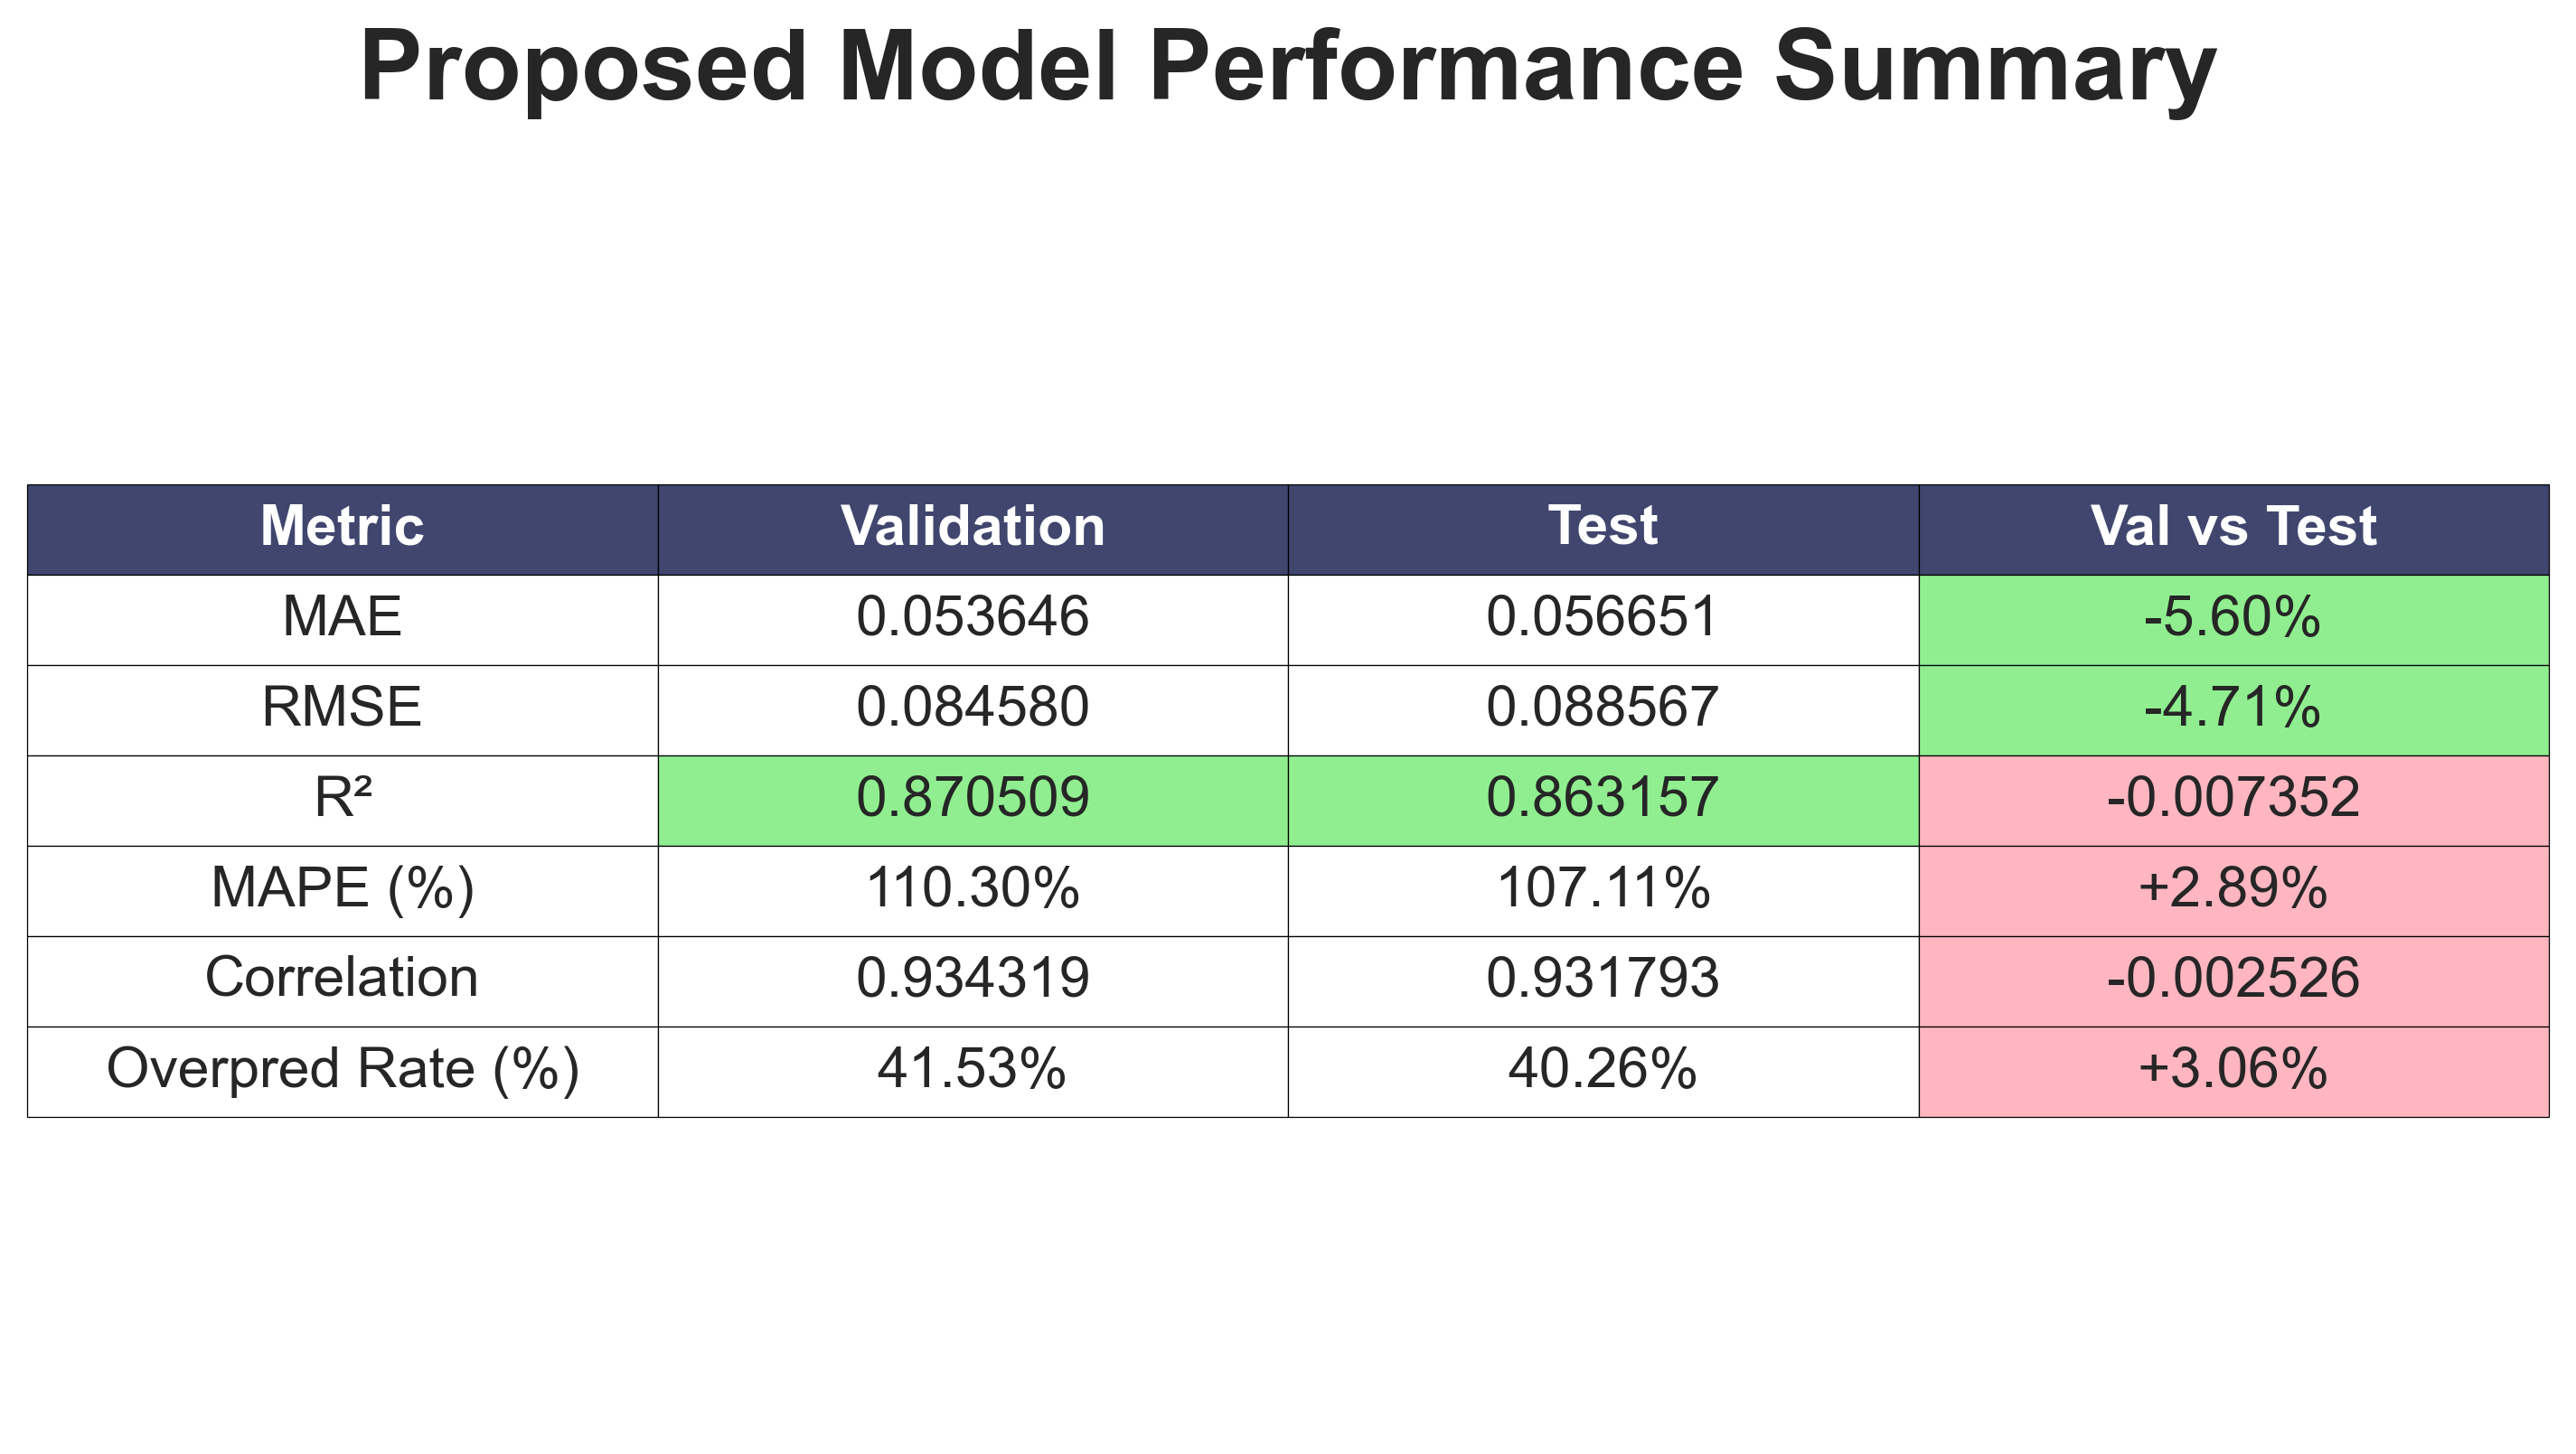 Proposed Model Performance Summary
Metric Validation Test Val vs Test
MAE 0.053646 0.056651 -5.60%
RMSE 0.084580 0.088567 -4.71%
R² 0.870509 0.863157 -0.007352
MAPE (%) 110.30% 107.11% +2.89%
Correlation 0.934319 0.931793 -0.002526
Overpred Rate (%) 41.53% 40.26% +3.06%